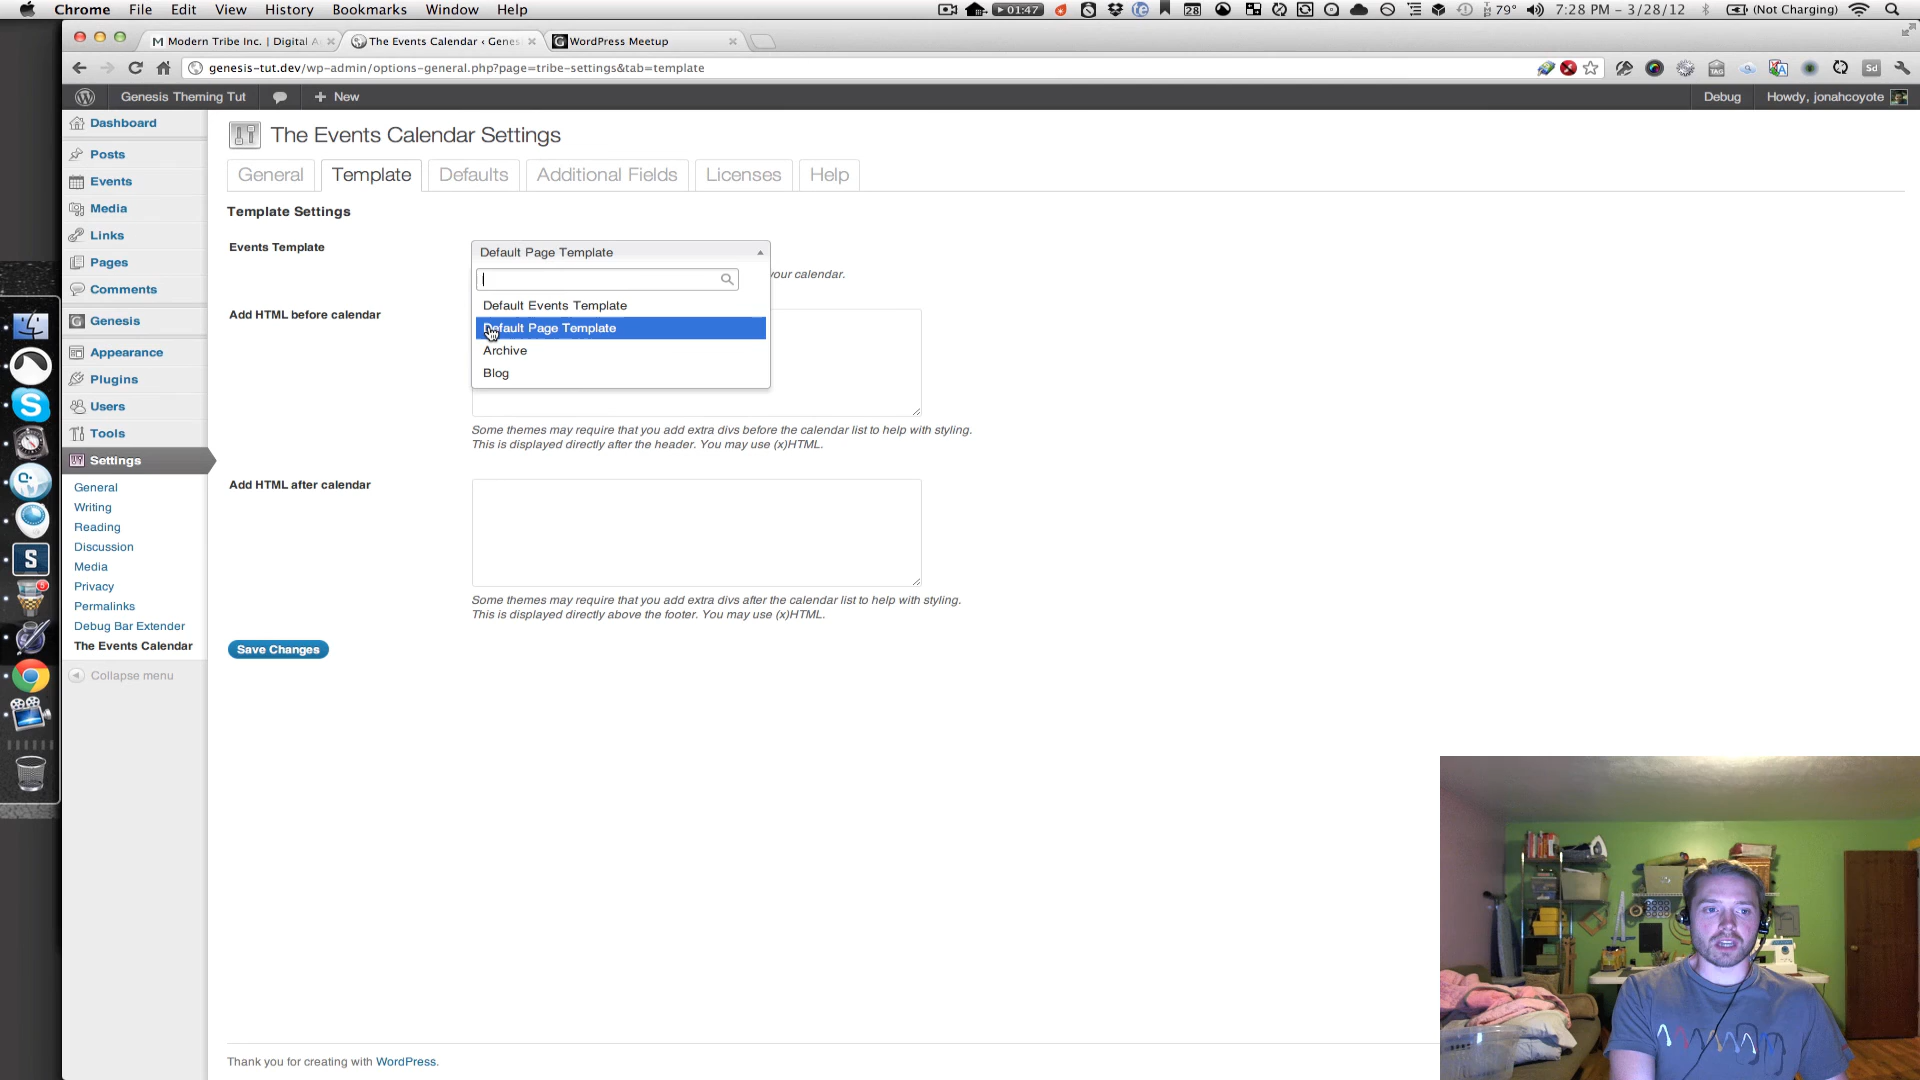 Chrome File Edit View History Bookmarks Window Help 01:47 28 79° 7:28 PM – 3/28/12 (Not Charging)
Modern Tribe Inc. | Digital A The Events Calendar ‹ Genes WordPress Meetup
genesis-tut.dev/wp-admin/options-general.php?page=tribe-settings&tab=template
Genesis Theming Tut + New Debug Howdy, jonahcoyote
Dashboard
Posts
Events
Media
Links
Pages
Comments
Genesis
Appearance
Plugins
Users
Tools
Settings
General
Writing
Reading
Discussion
Media
Privacy
Permalinks
Debug Bar Extender
The Events Calendar
Collapse menu
The Events Calendar Settings
General Template Defaults Additional Fields Licenses Help
Template Settings
Events Template
Default Page Template
your calendar.
Default Events Template
Default Page Template
Archive
Blog
Add HTML before calendar
Some themes may require that you add extra divs before the calendar list to help with styling.
This is displayed directly after the header. You may use (x)HTML.
Add HTML after calendar
Some themes may require that you add extra divs after the calendar list to help with styling.
This is displayed directly above the footer. You may use (x)HTML.
Save Changes
Thank you for creating with WordPress.